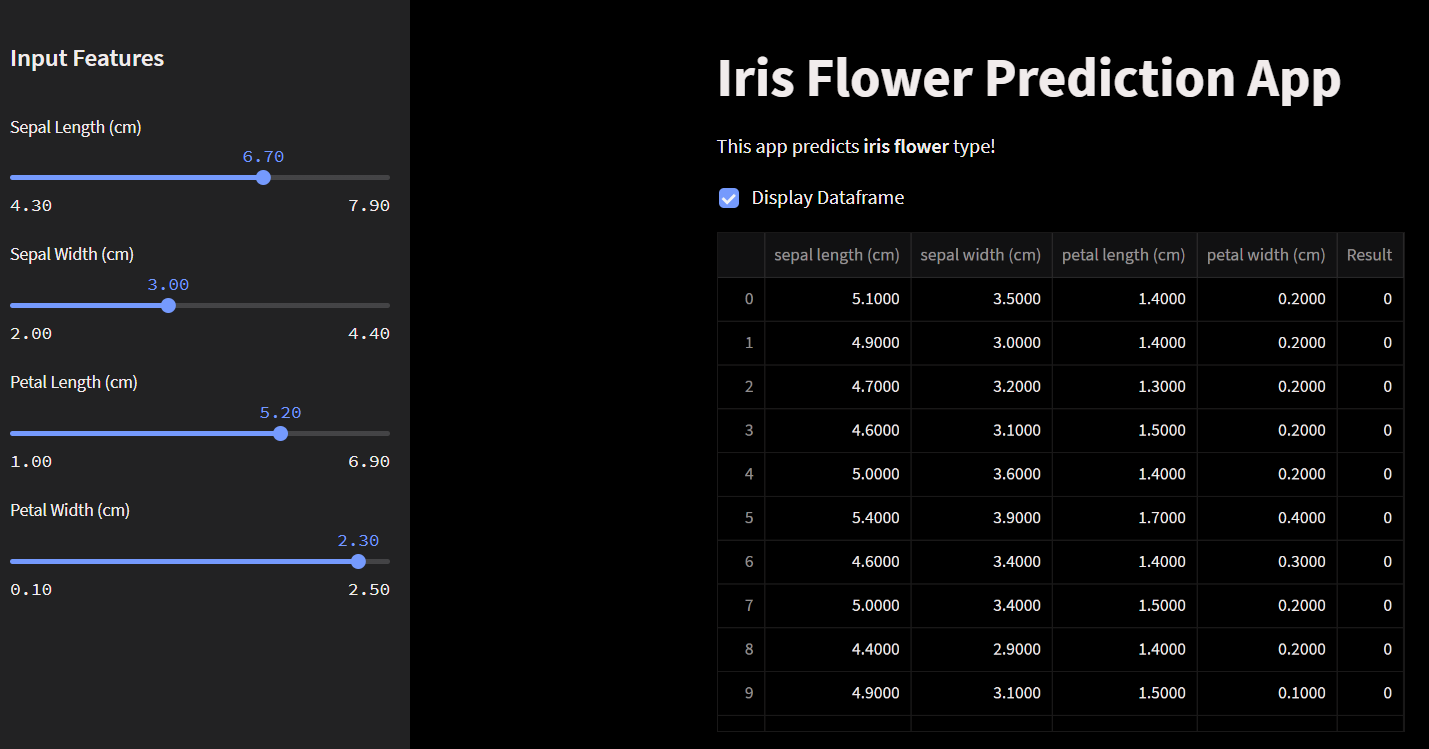 Input Features
Sepal Length (cm)
6.70
4.30 7.90
Sepal Width (cm)
3.00
2.00 4.40
Petal Length (cm)
5.20
1.00 6.90
Petal Width (cm)
2.30
0.10 2.50
Iris Flower Prediction App
This app predicts iris flower type!
Display Dataframe
sepal length (cm) sepal width (cm) petal length (cm) petal width (cm) Result
0 5.1000 3.5000 1.4000 0.2000 0
1 4.9000 3.0000 1.4000 0.2000 0
2 4.7000 3.2000 1.3000 0.2000 0
3 4.6000 3.1000 1.5000 0.2000 0
4 5.0000 3.6000 1.4000 0.2000 0
5 5.4000 3.9000 1.7000 0.4000 0
6 4.6000 3.4000 1.4000 0.3000 0
7 5.0000 3.4000 1.5000 0.2000 0
8 4.4000 2.9000 1.4000 0.2000 0
9 4.9000 3.1000 1.5000 0.1000 0